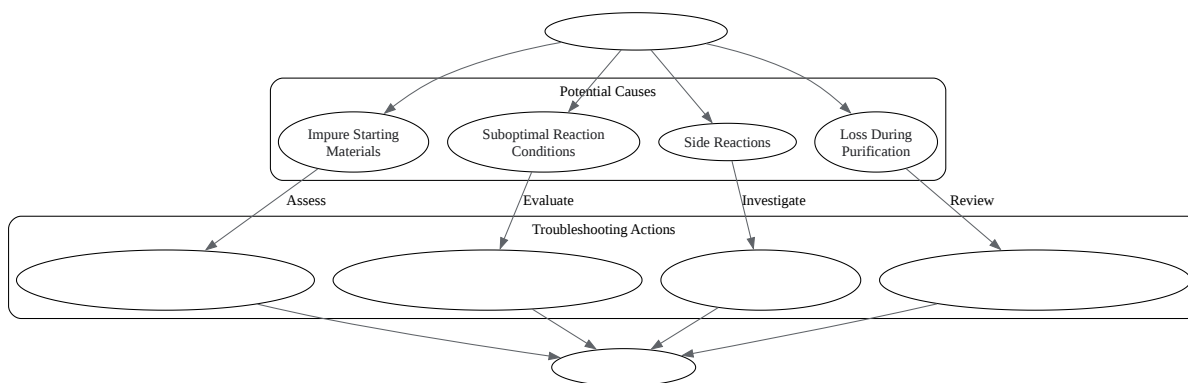 Potential Causes
Impure Starting
Materials
Suboptimal Reaction
Conditions
Side Reactions
Loss During
Purification
Assess
Evaluate
Investigate
Review
Troubleshooting Actions